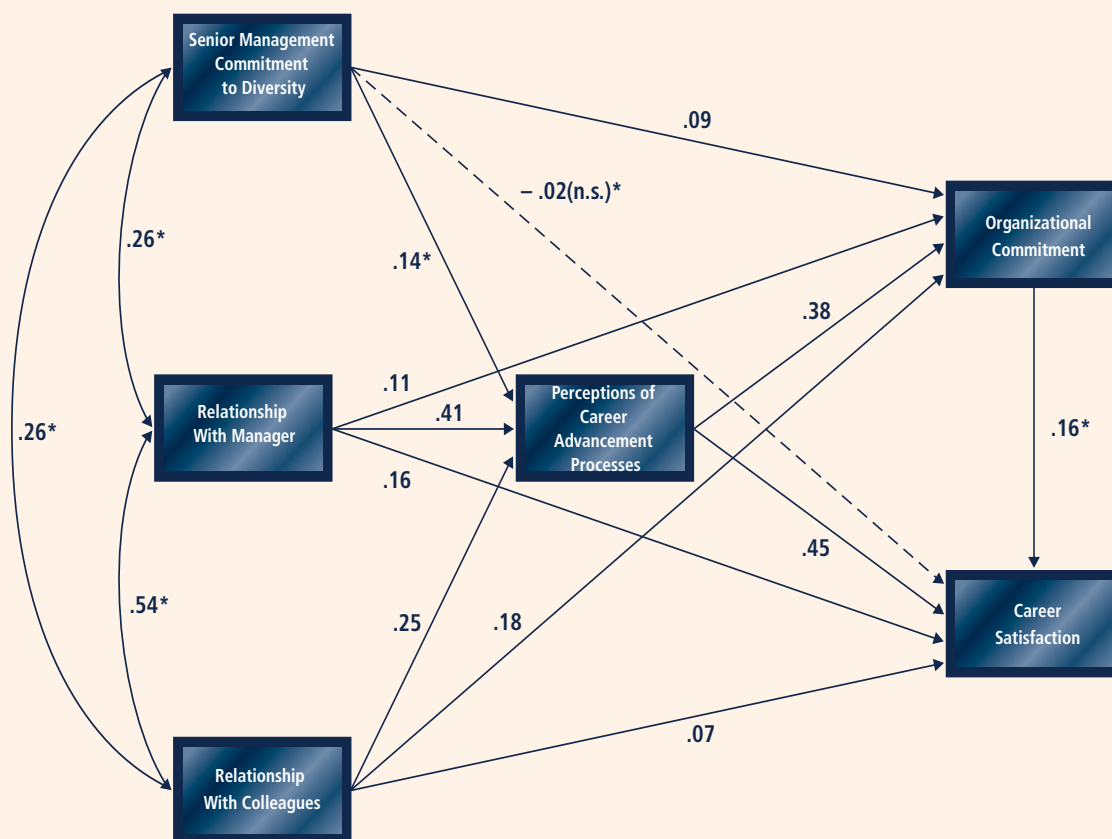 Senior Management
Commitment
to Diversity
.09
– .02(n.s.)*
Organizational
Commitment
.26*
.14*
.38
.11
Relationship
With Manager
.41
Perceptions of
Career
Advancement
Processes
.26*
.16*
.16
.45
.54*
.25
.18
Career
Satisfaction
.07
Relationship
With Colleagues